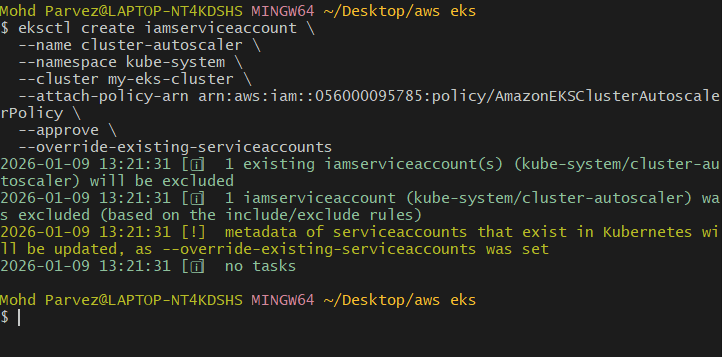 Mohd Parvez@LAPTOP-NT4KDSHS MINGW64 ~/Desktop/aws eks
$ eksctl create iamserviceaccount \
  --name cluster-autoscaler \
  --namespace kube-system \
  --cluster my-eks-cluster \
  --attach-policy-arn arn:aws:iam::056000095785:policy/AmazonEKSClusterAutoscale
rPolicy \
  --approve \
  --override-existing-serviceaccounts
2026-01-09 13:21:31 [ℹ]  1 existing iamserviceaccount(s) (kube-system/cluster-au
toscaler) will be excluded
2026-01-09 13:21:31 [ℹ]  1 iamserviceaccount (kube-system/cluster-autoscaler) wa
s excluded (based on the include/exclude rules)
2026-01-09 13:21:31 [!]  metadata of serviceaccounts that exist in Kubernetes wi
ll be updated, as --override-existing-serviceaccounts was set
2026-01-09 13:21:31 [ℹ]  no tasks
Mohd Parvez@LAPTOP-NT4KDSHS MINGW64 ~/Desktop/aws eks
$